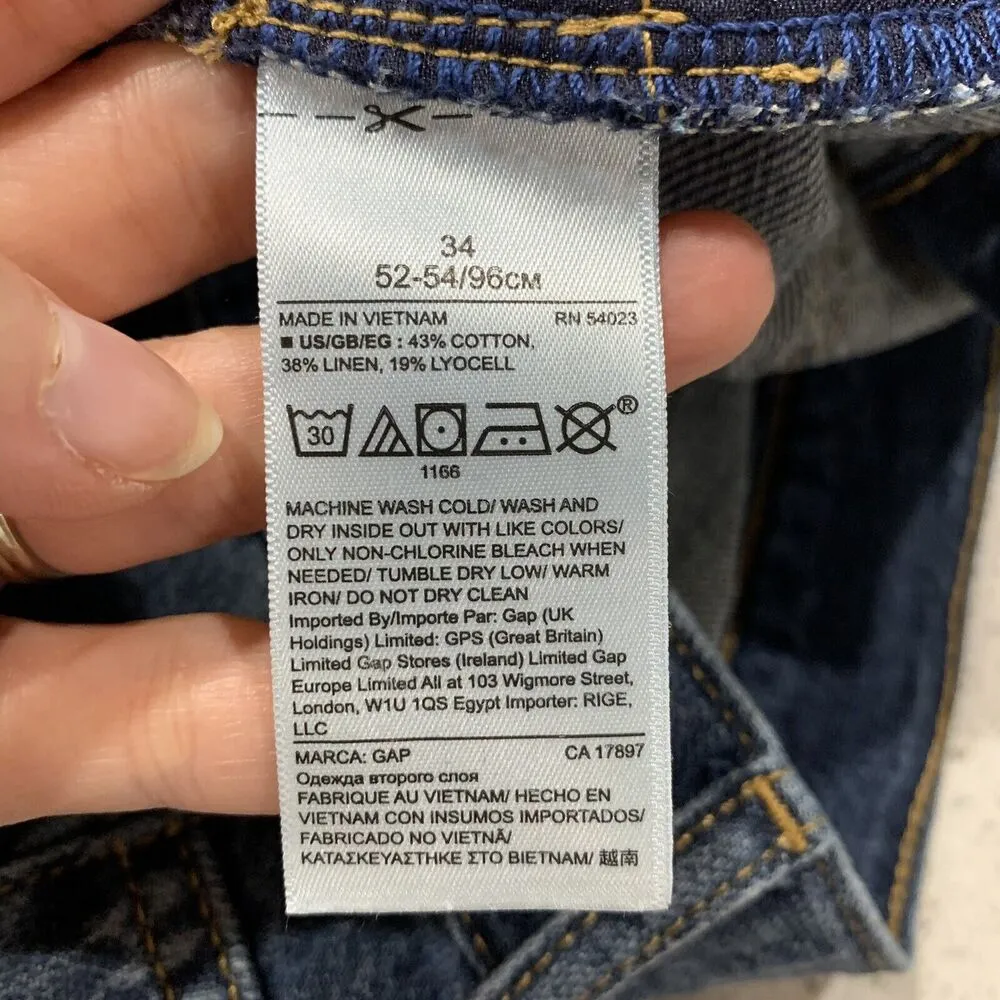 34
52-54/96CM
MADE IN VIETNAM RN 54023
■ US/GB/EG : 43% COTTON,
38% LINEN, 19% LYOCELL
30
®
1166
MACHINE WASH COLD/ WASH AND
DRY INSIDE OUT WITH LIKE COLORS/
ONLY NON-CHLORINE BLEACH WHEN
NEEDED/ TUMBLE DRY LOW/ WARM
IRON/ DO NOT DRY CLEAN
Imported By/Importe Par: Gap (UK
Holdings) Limited: GPS (Great Britain)
Limited Gap Stores (Ireland) Limited Gap
Europe Limited All at 103 Wigmore Street,
London, W1U 1QS Egypt Importer: RIGE,
LLC
MARCA: GAP CA 17897
Одежда второго слоя
FABRIQUE AU VIETNAM/ HECHO EN
VIETNAM CON INSUMOS IMPORTADOS/
FABRICADO NO VIETNÃ/
ΚΑΤΑΣΚΕΥΑΣΤΗΚΕ ΣΤΟ ΒΙΕΤΝΑΜ/ 越南